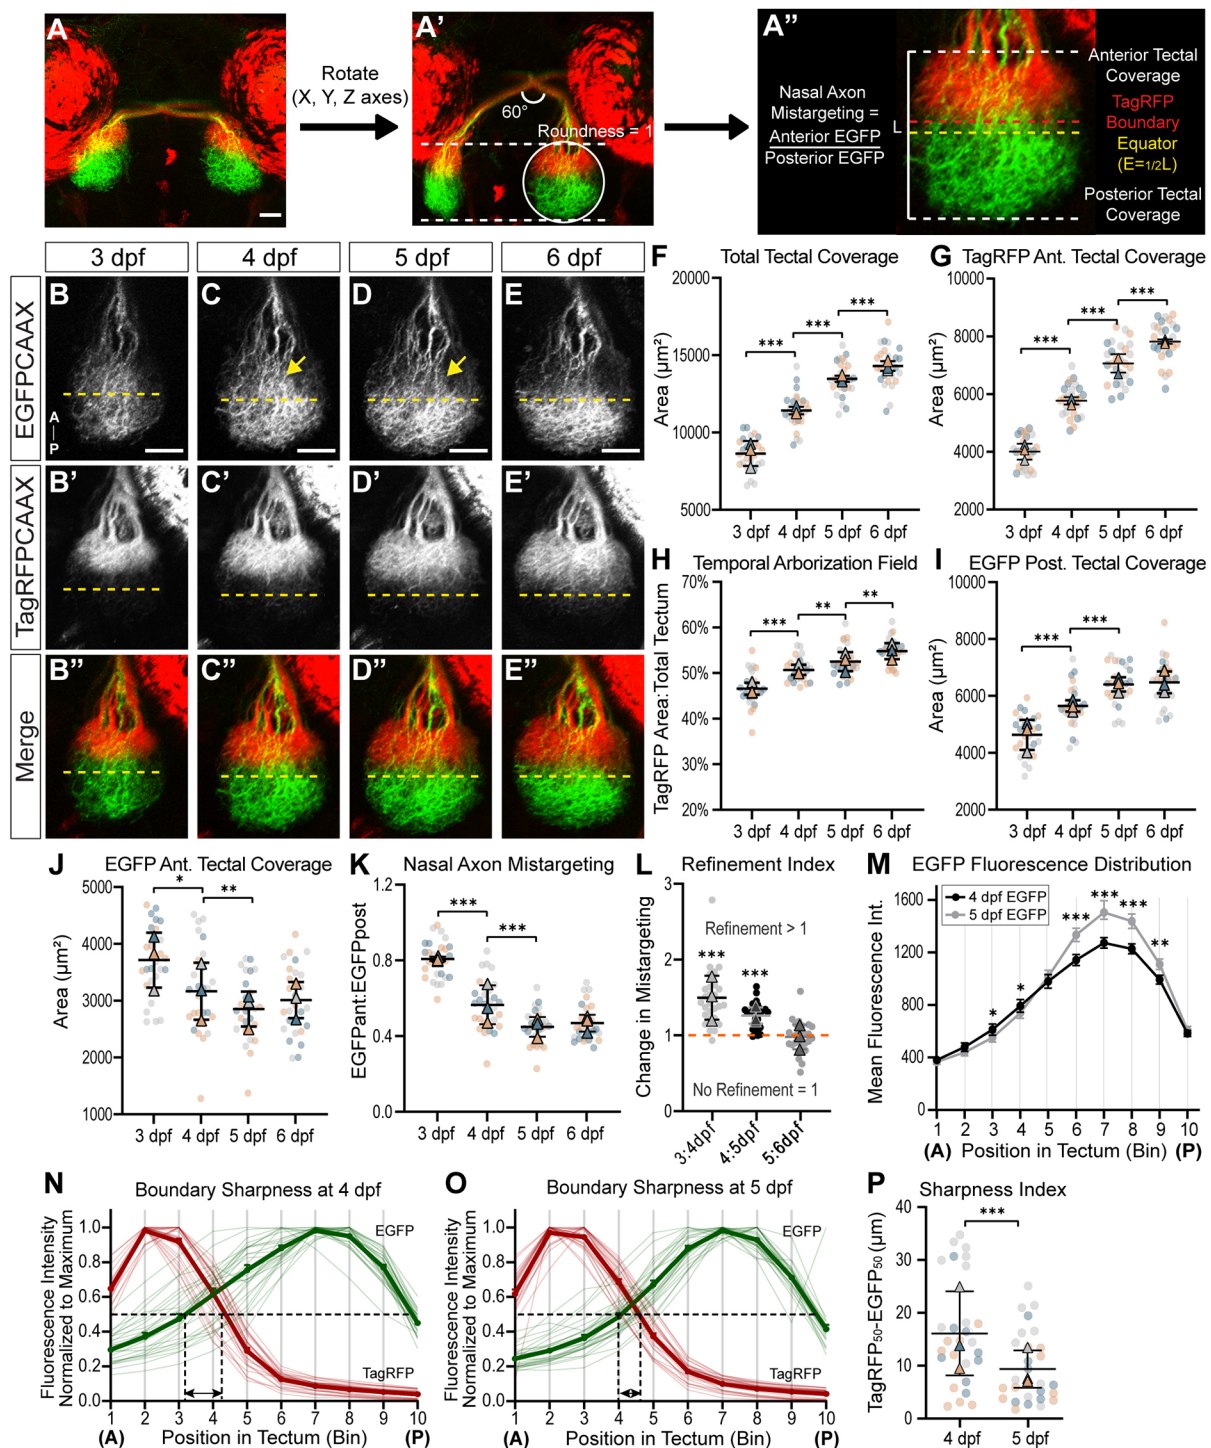 A
Rotate
(X, Y, Z axes)
A'
60°
Roundness = 1
A"
Nasal Axon
Mistargeting =
Anterior EGFP
Posterior EGFP
L
Anterior Tectal
Coverage
TagRFP
Boundary
Equator
(E=1/2L)
Posterior Tectal
Coverage
3 dpf
4 dpf
5 dpf
6 dpf
EGFPCAAX
B
A
P
C
D
E
TagRFPCAAX
B'
C'
D'
E'
Merge
B"
C"
D"
E"
F
Total Tectal Coverage
Area (µm²)
20000
15000
10000
5000
***
***
***
3 dpf
4 dpf
5 dpf
6 dpf
G
TagRFP Ant. Tectal Coverage
Area (µm²)
10000
8000
6000
4000
2000
***
***
***
3 dpf
4 dpf
5 dpf
6 dpf
H
Temporal Arborization Field
TagRFP Area:Total Tectum
70%
60%
50%
40%
30%
20%
***
**
**
3 dpf
4 dpf
5 dpf
6 dpf
I
EGFP Post. Tectal Coverage
Area (µm²)
10000
8000
6000
4000
2000
***
***
3 dpf
4 dpf
5 dpf
6 dpf
J
EGFP Ant. Tectal Coverage
Area (µm²)
5000
4000
3000
2000
1000
*
**
3 dpf
4 dpf
5 dpf
6 dpf
K
Nasal Axon Mistargeting
EGFPant:EGFPpost
1.2
0.8
0.4
0.0
***
***
3 dpf
4 dpf
5 dpf
6 dpf
L
Refinement Index
Change in Mistargeting
3
2
1
0
Refinement > 1
***
***
No Refinement = 1
3:4dpf
4:5dpf
5:6dpf
M
EGFP Fluorescence Distribution
Mean Fluorescence Int.
1600
1200
800
400
0
4 dpf EGFP
5 dpf EGFP
*
*
***
***
***
**
1 2 3 4 5 6 7 8 9 10
(A) Position in Tectum (Bin) (P)
N
Boundary Sharpness at 4 dpf
Fluorescence Intensity
Normalized to Maximum
1.0
0.8
0.6
0.4
0.2
0.0
EGFP
TagRFP
1 2 3 4 5 6 7 8 9 10
(A) Position in Tectum (Bin) (P)
O
Boundary Sharpness at 5 dpf
Fluorescence Intensity
Normalized to Maximum
1.0
0.8
0.6
0.4
0.2
0.0
EGFP
TagRFP
1 2 3 4 5 6 7 8 9 10
(A) Position in Tectum (Bin) (P)
P
Sharpness Index
TagRFP50-EGFP50 (µm)
40
30
20
10
0
***
4 dpf
5 dpf